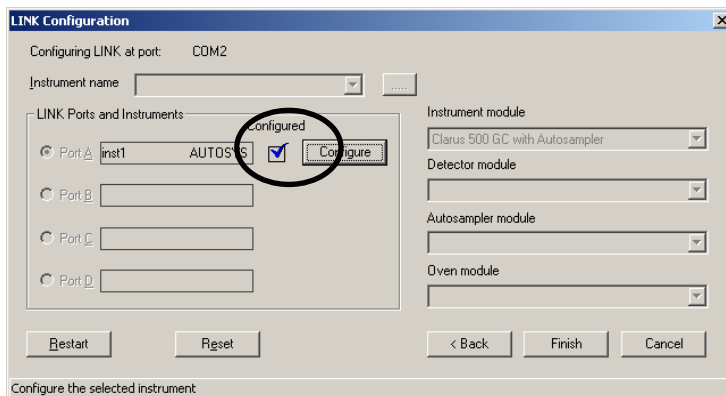 LINK Configuration
Configuring LINK at port: COM2
Instrument name
.....
LINK Ports and Instruments
Configured
Port A inst1 AUTOSYS Configure
Port B
Port C
Port D
Instrument module
Clarus 500 GC with Autosampler
Detector module
Autosampler module
Oven module
Restart Reset < Back Finish Cancel
Configure the selected instrument